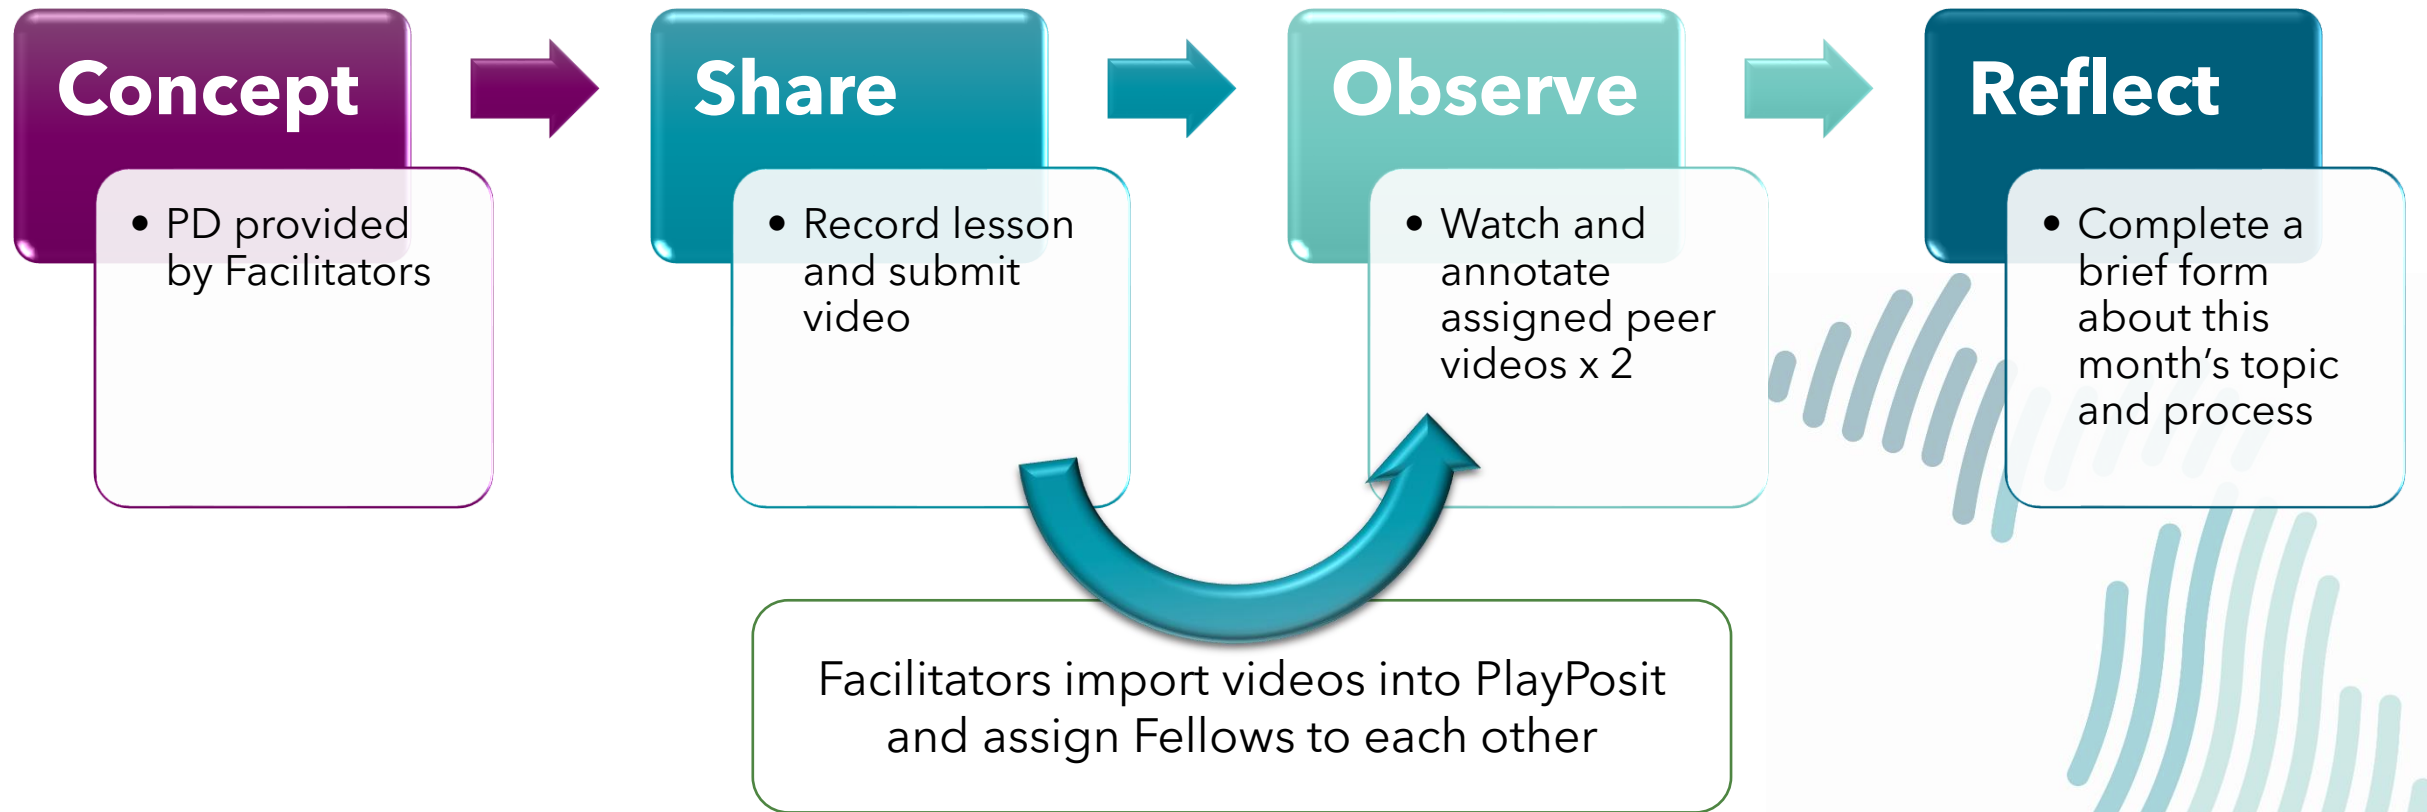 Concept
• PD provided
by Facilitators
Share
• Record lesson
and submit
video
Observe
• Watch and
annotate
assigned peer
videos x 2
Reflect
• Complete a
brief form
about this
month’s topic
and process
Facilitators import videos into PlayPosit
and assign Fellows to each other